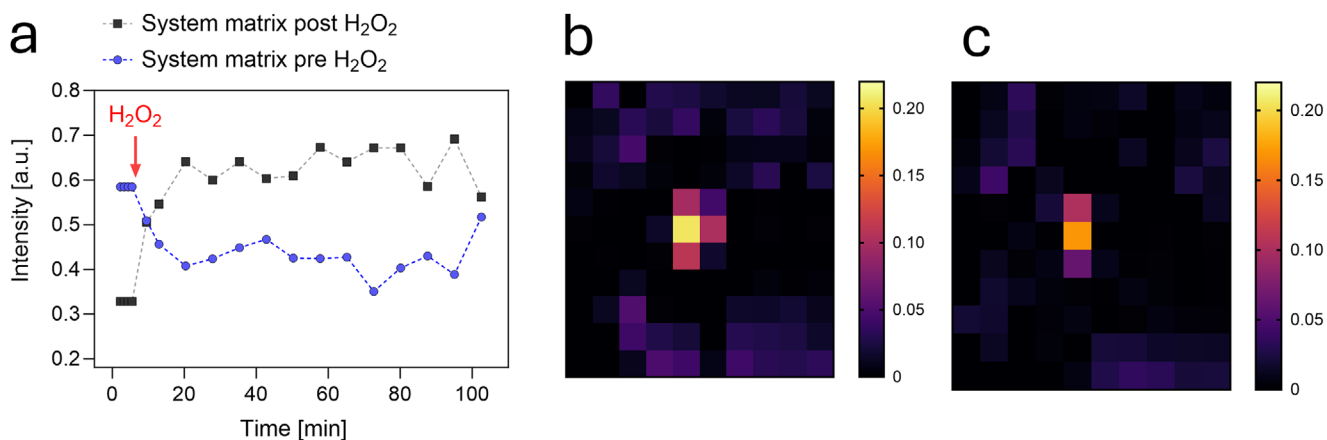 a
System matrix post H₂O₂
System matrix pre H₂O₂
H₂O₂
Intensity [a.u.]
0.8
0.7
0.6
0.5
0.4
0.3
0.2
0
20
40
60
80
100
Time [min]
b
0.20
0.15
0.10
0.05
0
c
0.20
0.15
0.10
0.05
0